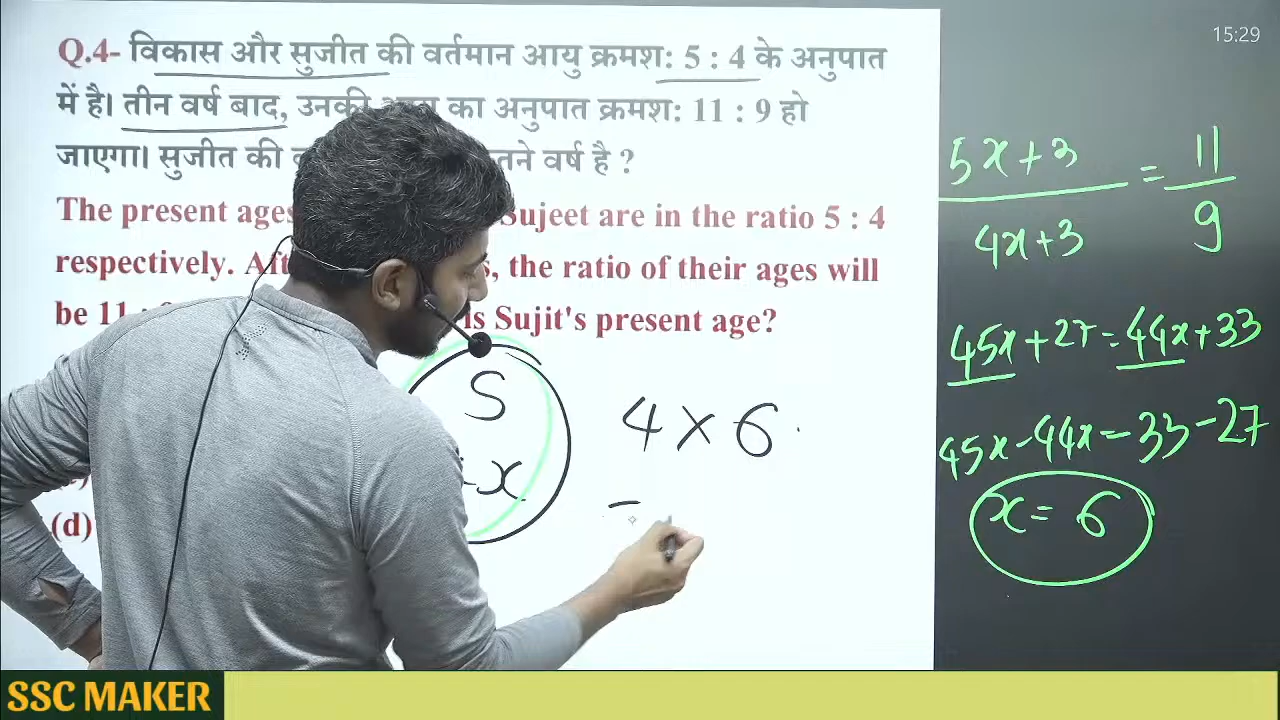 15:29
Q.4- विकास और सुजीत की वर्तमान आयु क्रमश: 5 : 4 के अनुपात
में है। तीन वर्ष बाद, उनकी का अनुपात क्रमश: 11 : 9 हो
जाएगा। सुजीत की वर्ष है ?
The present ages Sujeet are in the ratio 5 : 4
respectively. the ratio of their ages will
be 11 is Sujit's present age?
(d)
S
x
4 × 6
=
5x+3 / 4x+3 = 11 / 9
45x+27=44x+33
45x-44x=33-27
x = 6
SSC MAKER